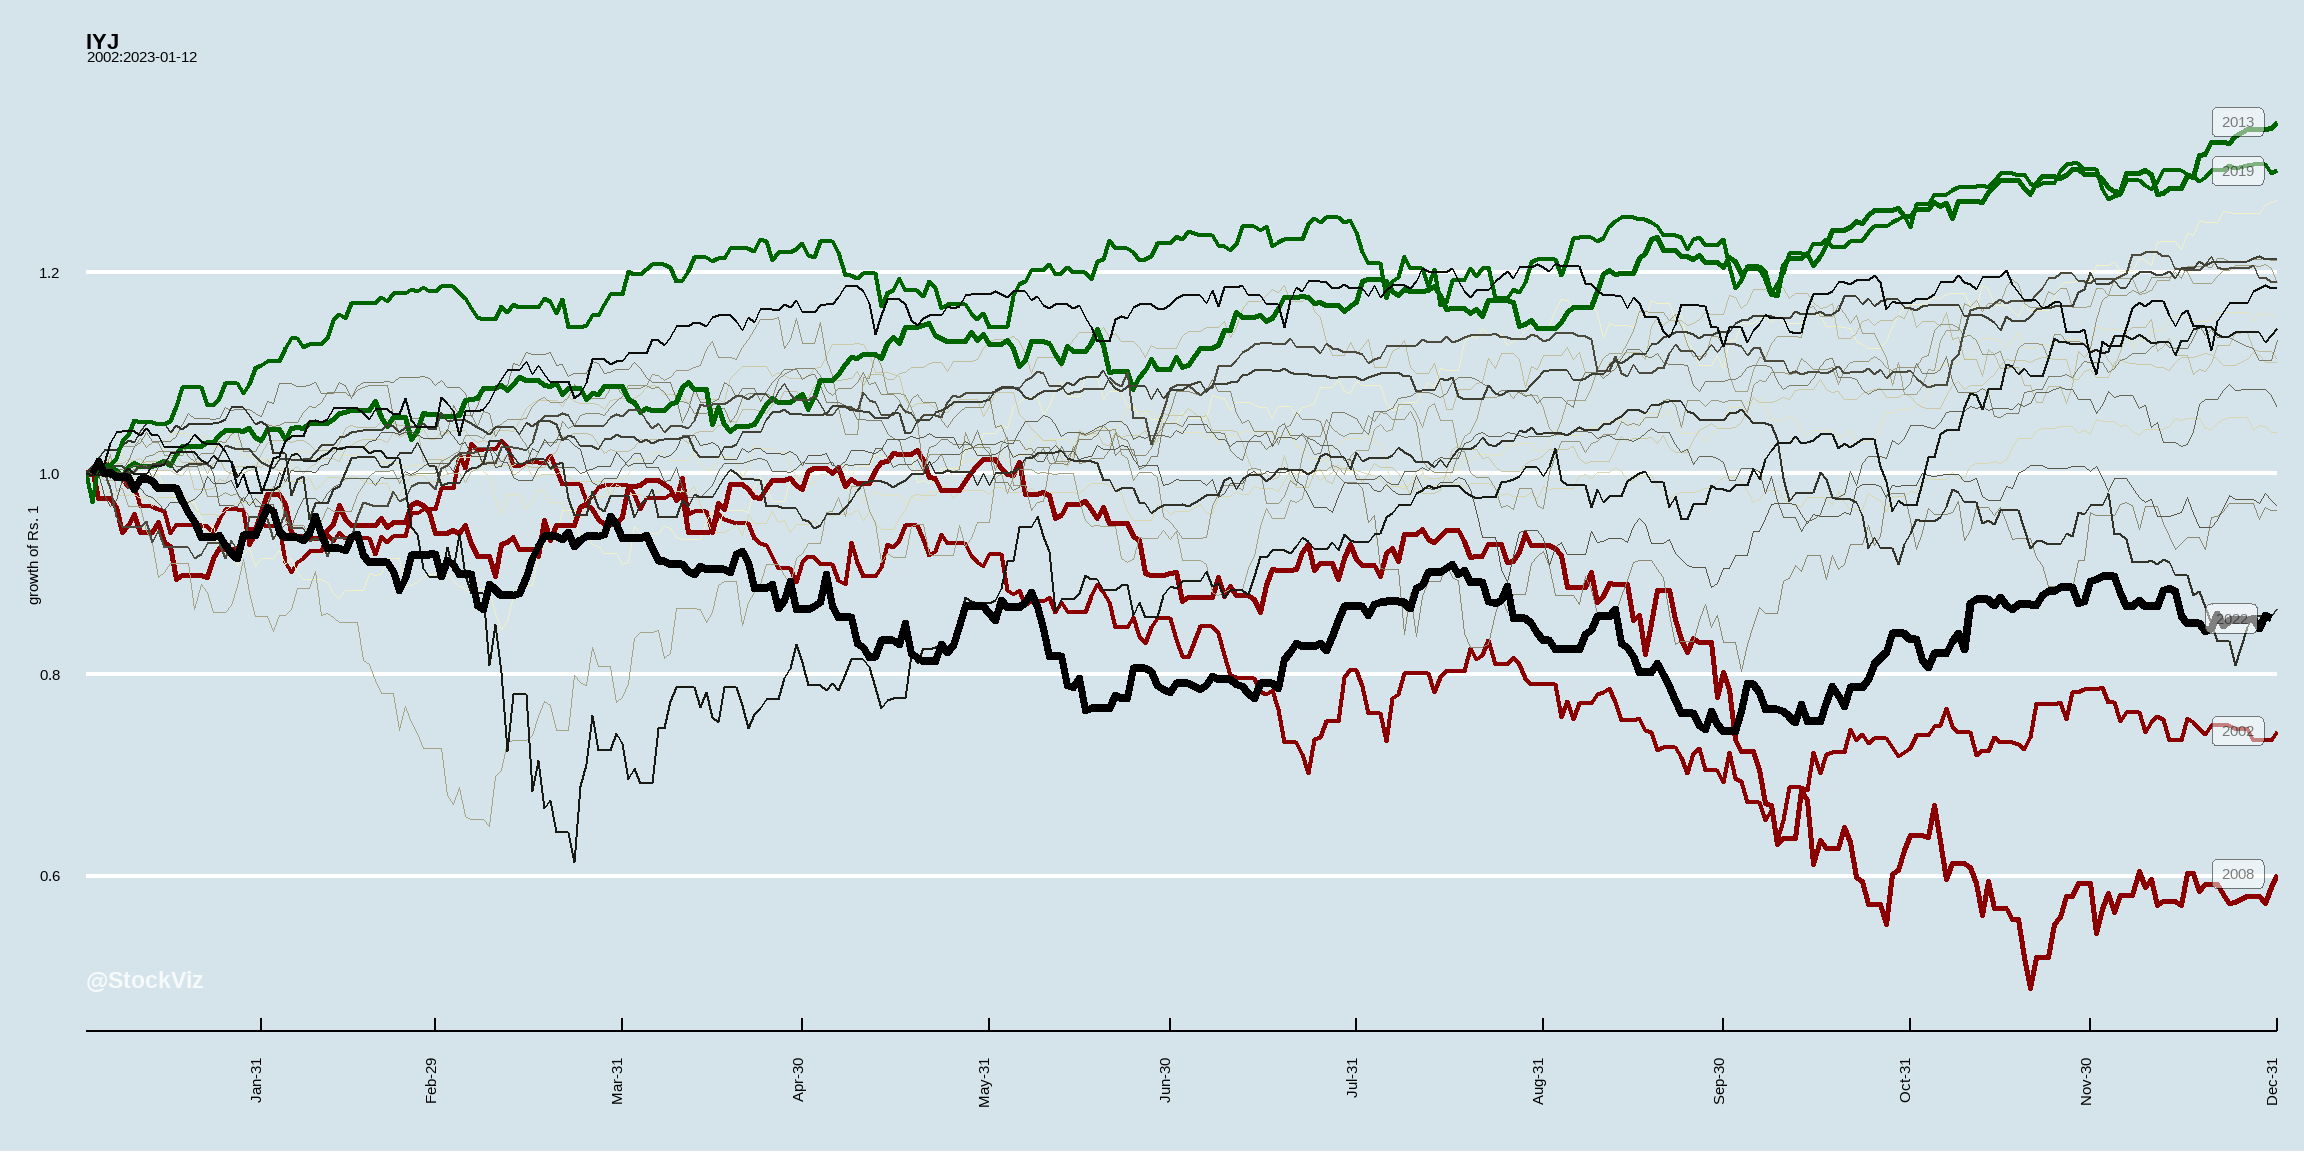 IYJ
2002:2023-01-12
2013
2019
1.2
1.0
growth of Rs. 1
2022
0.8
2002
0.6
2008
@StockViz
Jan-31
Feb-29
Mar-31
Apr-30
May-31
Jun-30
Jul-31
Aug-31
Sep-30
Oct-31
Nov-30
Dec-31